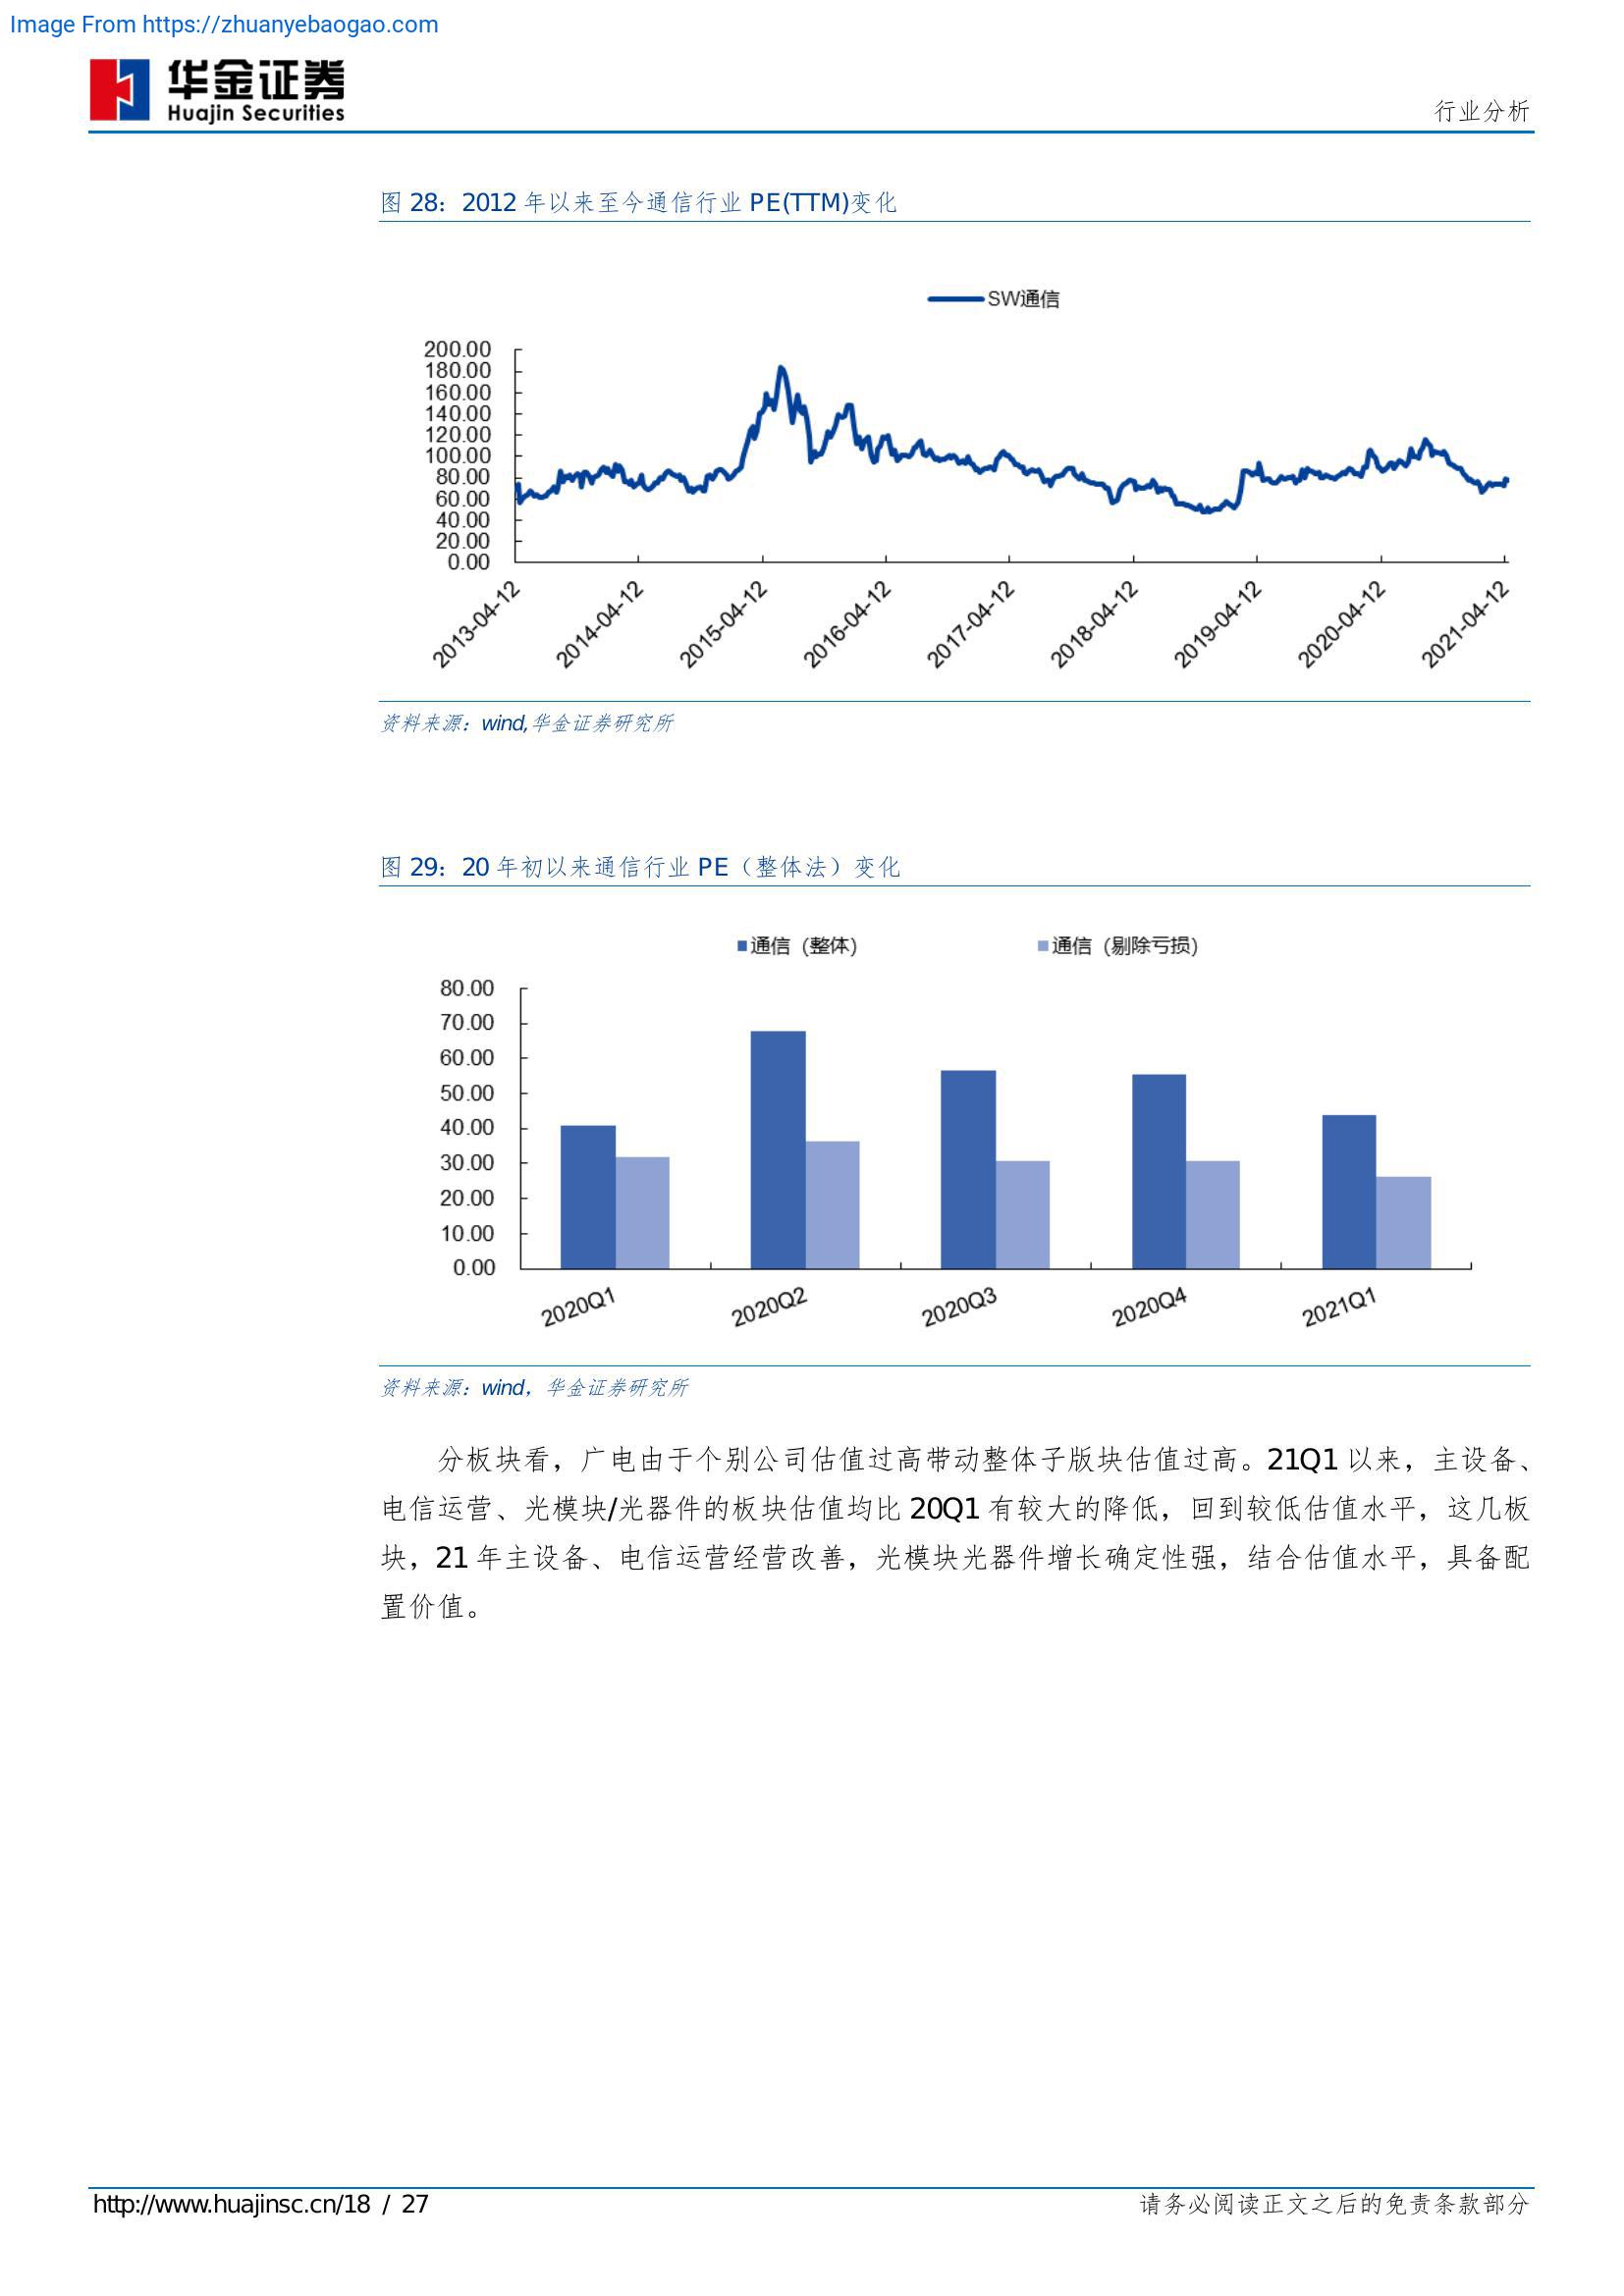 Image From https://zhuanyebaogao.com
华金证券
Huajin Securities
行业分析
图 28：2012 年以来至今通信行业 PE(TTM)变化
SW通信
200.00
180.00
160.00
140.00
120.00
100.00
80.00
60.00
40.00
20.00
0.00
2013-04-12
2014-04-12
2015-04-12
2016-04-12
2017-04-12
2018-04-12
2019-04-12
2020-04-12
2021-04-12
资料来源：wind,华金证券研究所
图 29：20 年初以来通信行业 PE（整体法）变化
通信（整体） 通信（剔除亏损）
80.00
70.00
60.00
50.00
40.00
30.00
20.00
10.00
0.00
2020Q1
2020Q2
2020Q3
2020Q4
2021Q1
资料来源：wind，华金证券研究所
分板块看，广电由于个别公司估值过高带动整体子版块估值过高。21Q1 以来，主设备、
电信运营、光模块/光器件的板块估值均比 20Q1 有较大的降低，回到较低估值水平，这几板
块，21 年主设备、电信运营经营改善，光模块光器件增长确定性强，结合估值水平，具备配
置价值。
http://www.huajinsc.cn/18 / 27
请务必阅读正文之后的免责条款部分